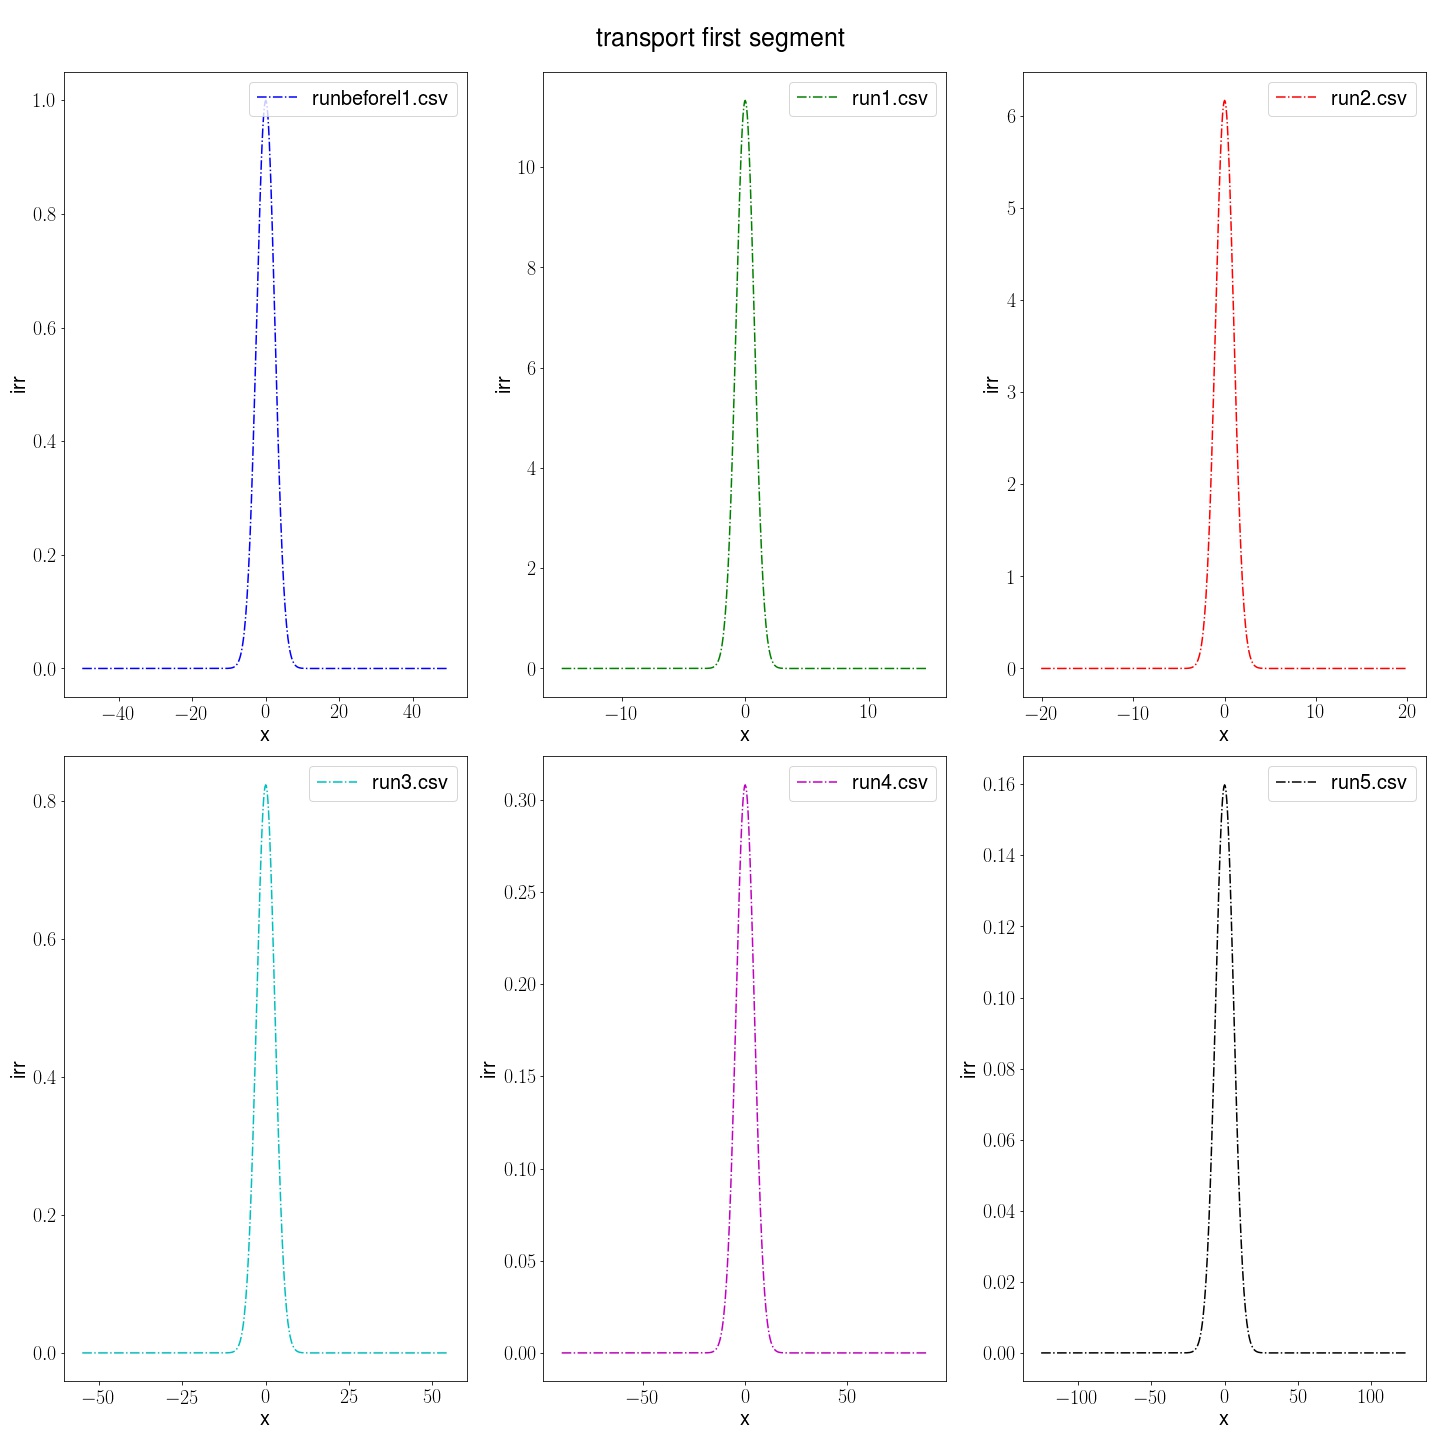 transport first segment
runbeforel1.csv
irr
1.0
0.8
0.6
0.4
0.2
0.0
−40 −20 0 20 40
x
run1.csv
irr
10
8
6
4
2
0
−10 0 10
x
run2.csv
irr
6
5
4
3
2
1
0
−20 −10 0 10 20
x
run3.csv
irr
0.8
0.6
0.4
0.2
0.0
−50 −25 0 25 50
x
run4.csv
irr
0.30
0.25
0.20
0.15
0.10
0.05
0.00
−50 0 50
x
run5.csv
irr
0.16
0.14
0.12
0.10
0.08
0.06
0.04
0.02
0.00
−100 −50 0 50 100
x